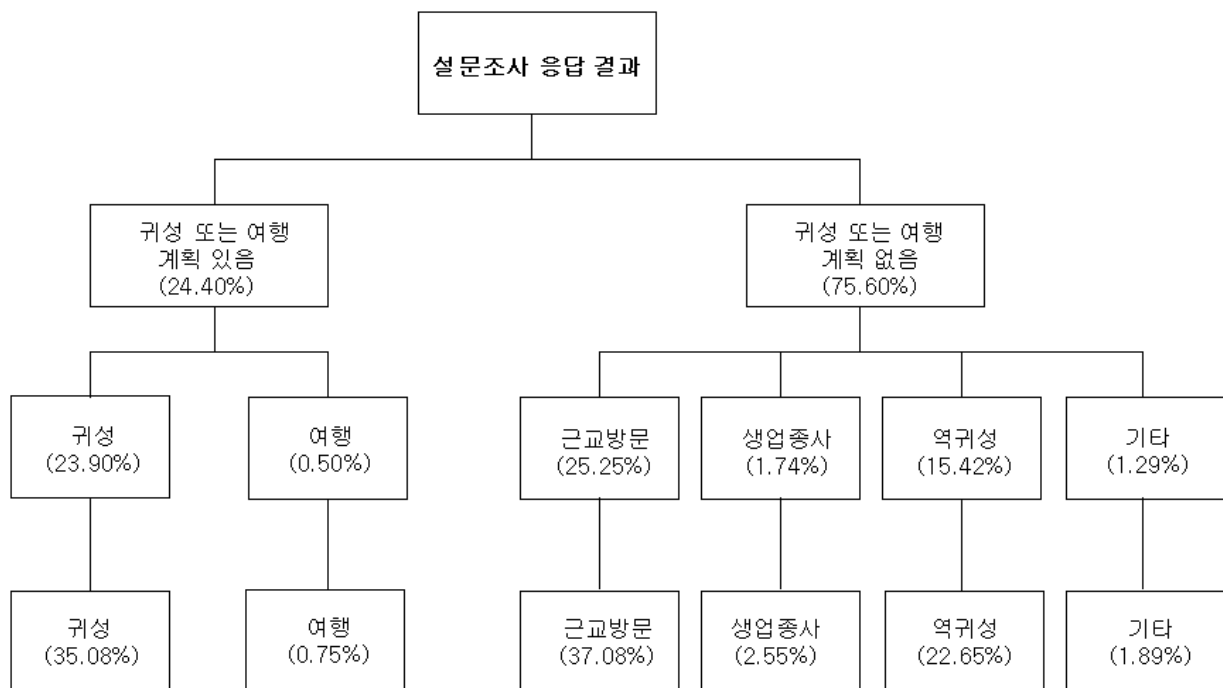 설문조사 응답 결과
귀성 또는 여행
계획 있음
(24.40%)
귀성 또는 여행
계획 없음
(75.60%)
귀성
(23.90%)
여행
(0.50%)
근교방문
(25.25%)
생업종사
(1.74%)
역귀성
(15.42%)
기타
(1.29%)
귀성
(35.08%)
여행
(0.75%)
근교방문
(37.08%)
생업종사
(2.55%)
역귀성
(22.65%)
기타
(1.89%)